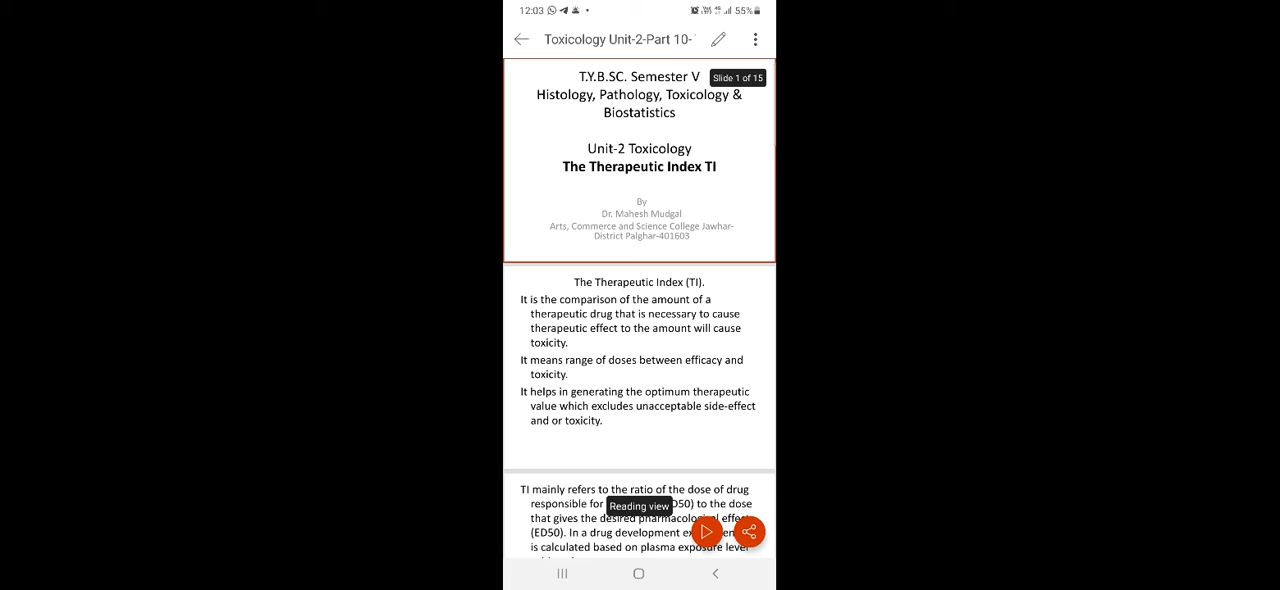 12:03 55%
Toxicology Unit-2-Part 10-
T.Y.B.SC. Semester V
Slide 1 of 15
Histology, Pathology, Toxicology &
Biostatistics
Unit-2 Toxicology
The Therapeutic Index TI
By
Dr. Mahesh Mudgal
Arts, Commerce and Science College Jawhar-
District Palghar-401603
The Therapeutic Index (TI).
It is the comparison of the amount of a
therapeutic drug that is necessary to cause
therapeutic effect to the amount will cause
toxicity.
It means range of doses between efficacy and
toxicity.
It helps in generating the optimum therapeutic
value which excludes unacceptable side-effect
and or toxicity.
TI mainly refers to the ratio of the dose of drug
responsible for D50) to the dose
Reading view
that gives the desired pharmacological effect
(ED50). In a drug development
is calculated based on plasma exposure level